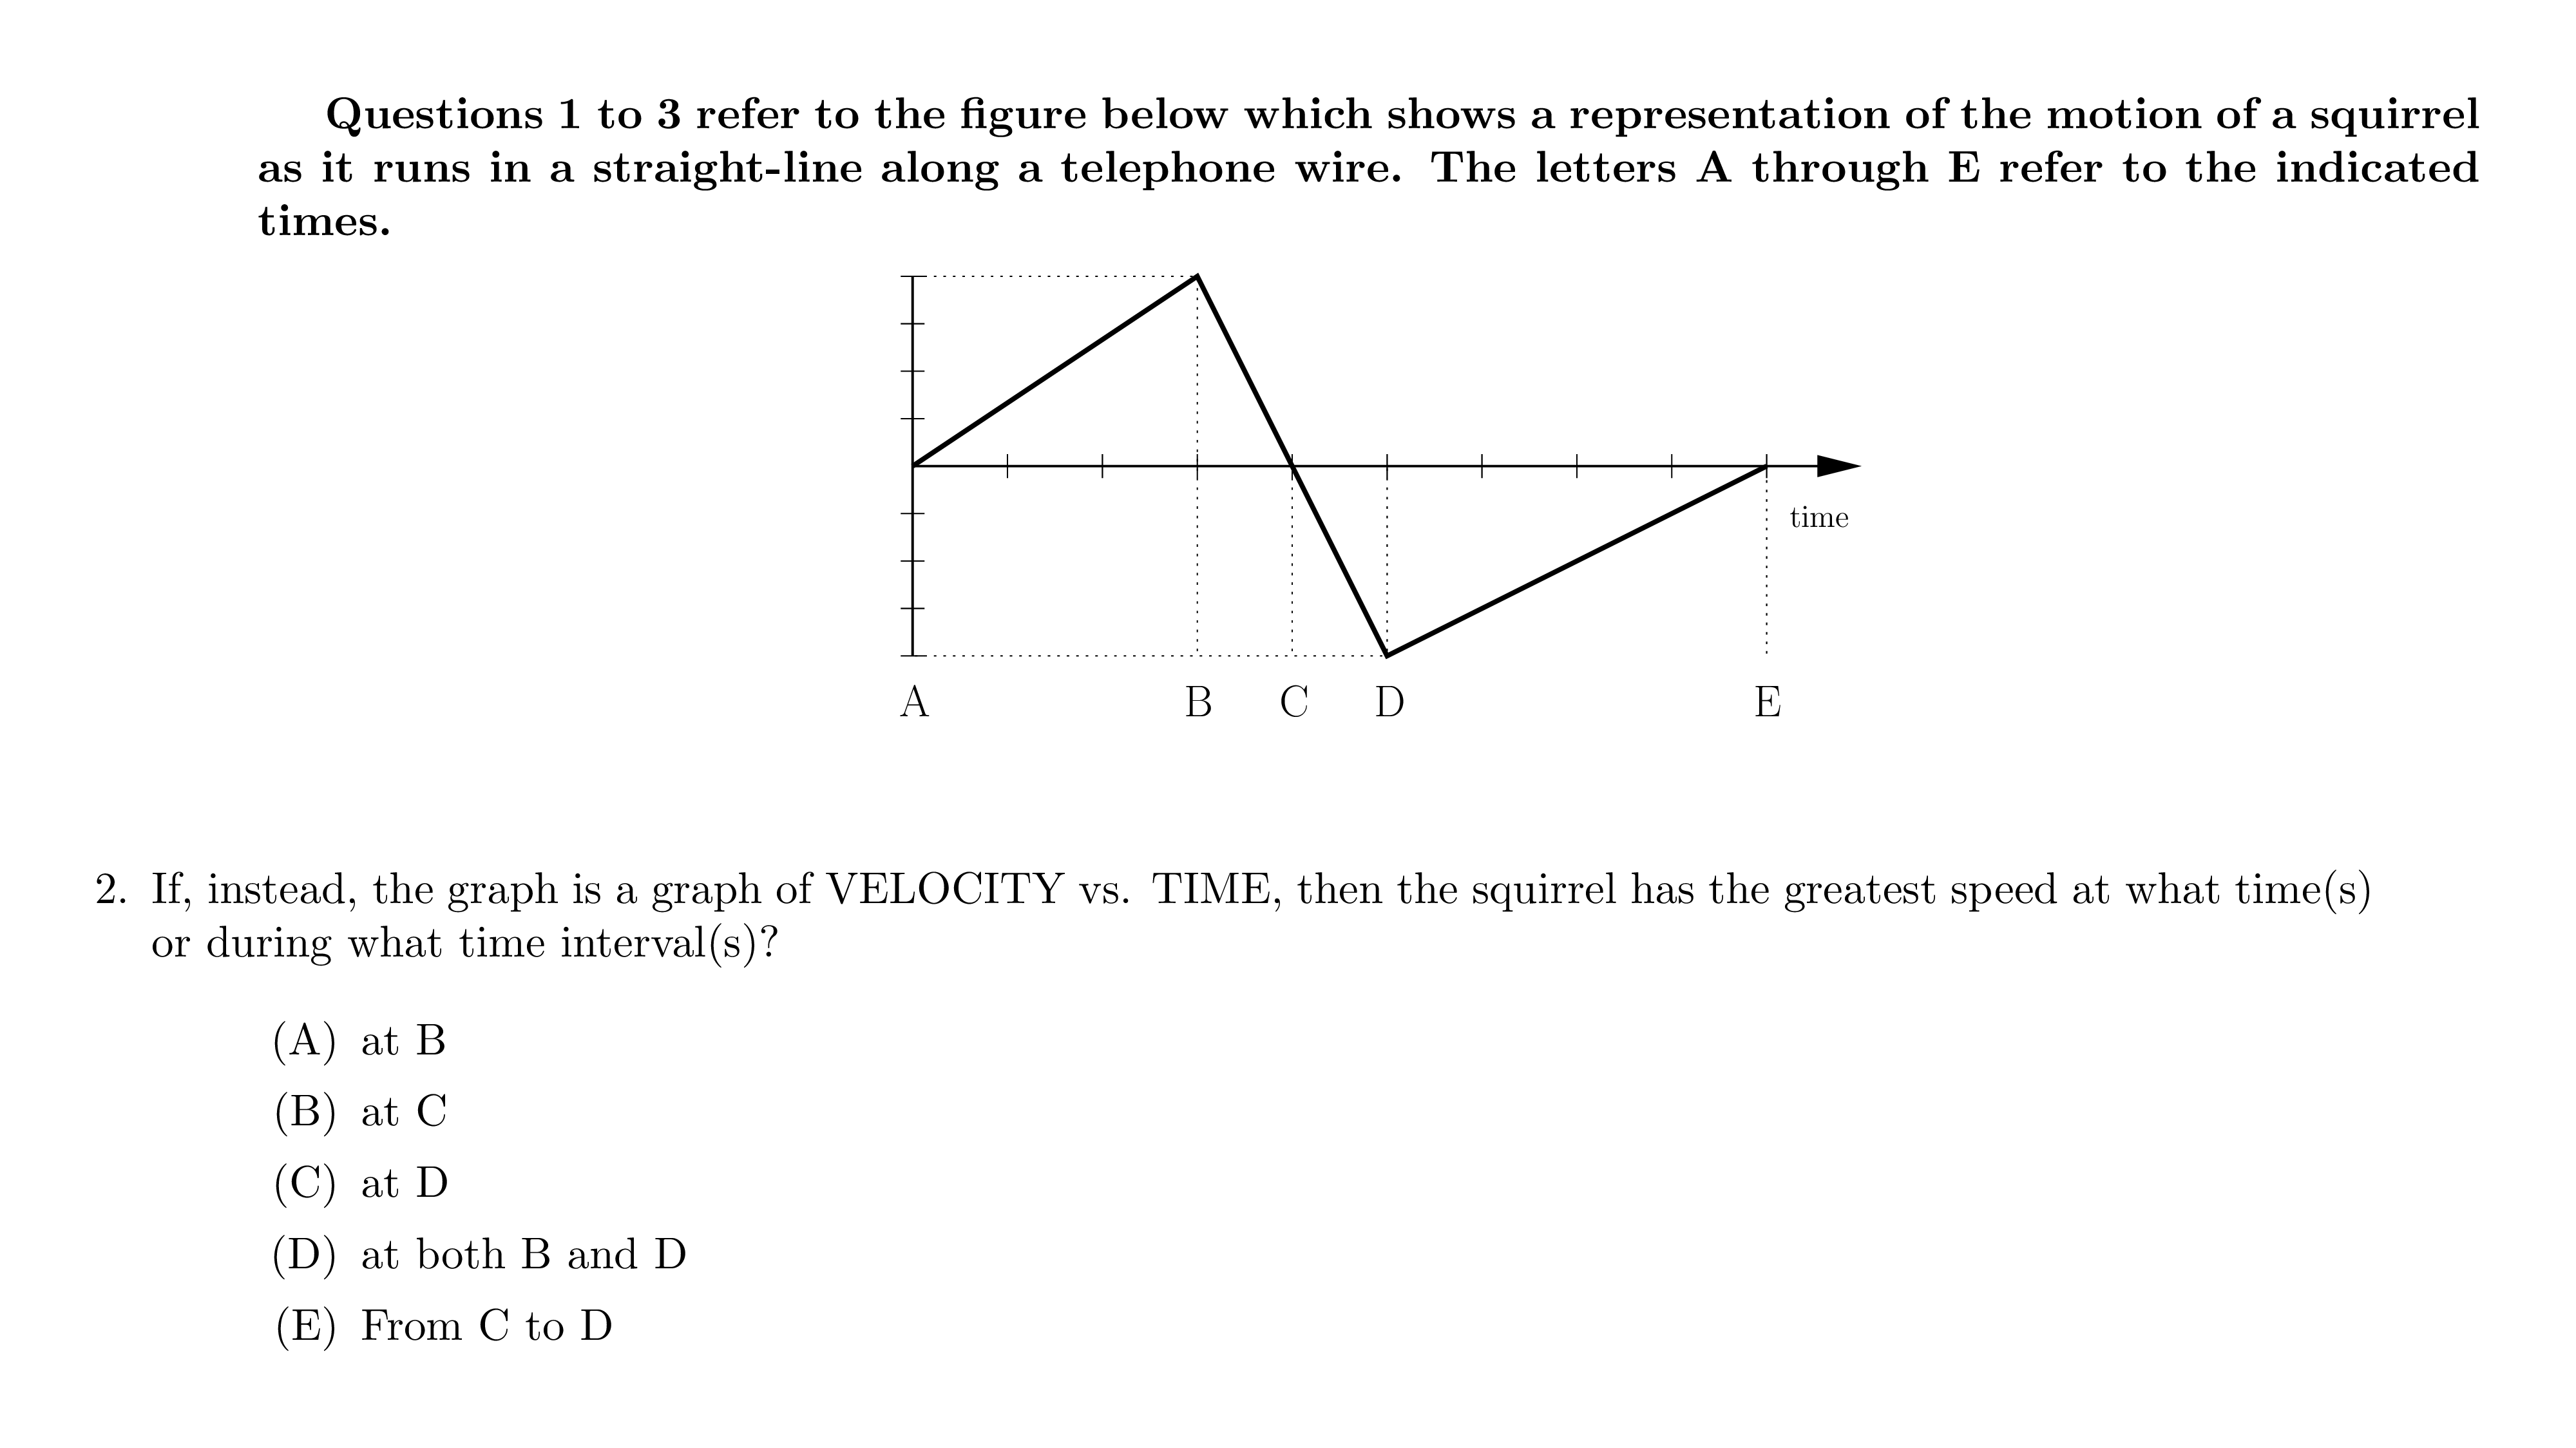 Questions 1 to 3 refer to the figure below which shows a representation of the motion of a squirrel
as it runs in a straight-line along a telephone wire. The letters A through E refer to the indicated
times.
time
A B C D E
2. If, instead, the graph is a graph of VELOCITY vs. TIME, then the squirrel has the greatest speed at what time(s)
or during what time interval(s)?
(A) at B
(B) at C
(C) at D
(D) at both B and D
(E) From C to D